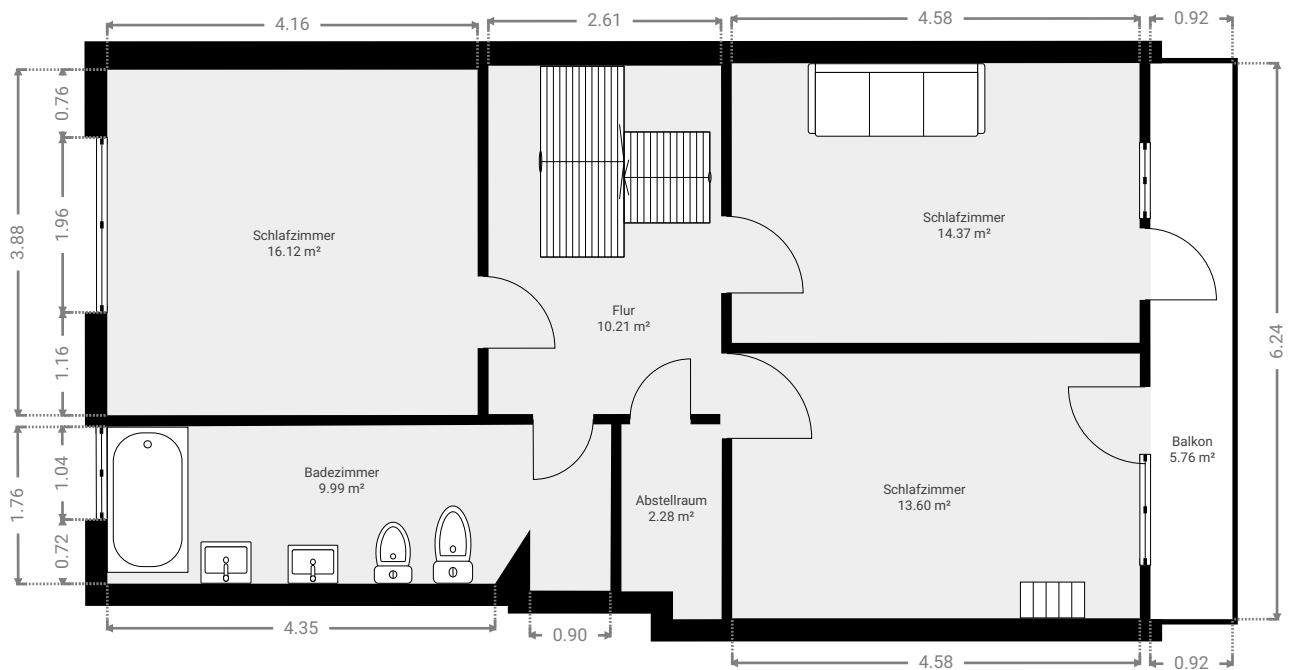 4.16
2.61
4.58
0.92
0.76
3.88
1.96
1.16
Schlafzimmer
16.12 m²
Schlafzimmer
14.37 m²
Flur
10.21 m²
6.24
1.76
1.04
0.72
Badezimmer
9.99 m²
Abstellraum
2.28 m²
Schlafzimmer
13.60 m²
Balkon
5.76 m²
4.35
0.90
4.58
0.92